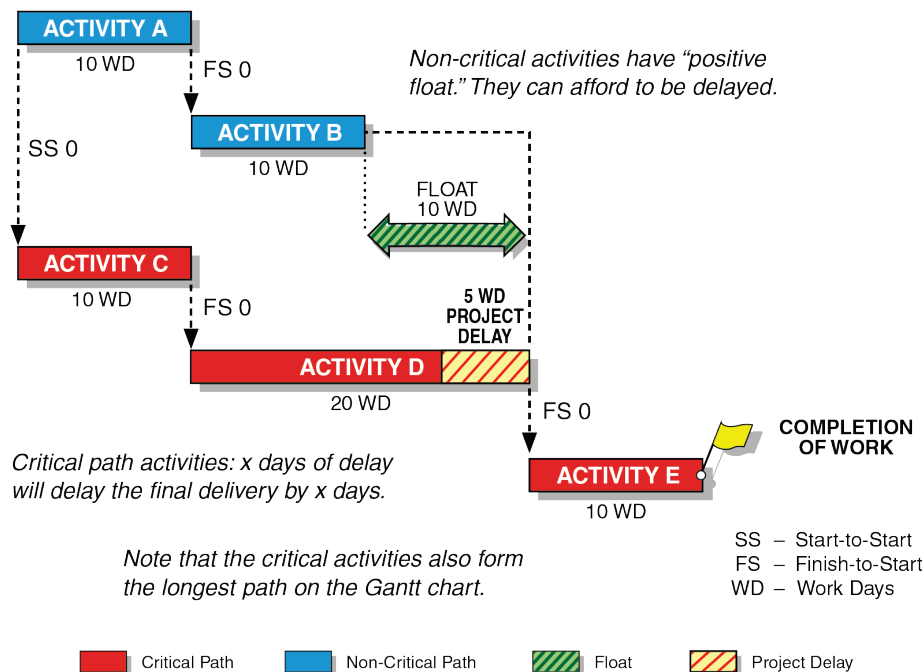 ACTIVITY A
10 WD
FS 0
Non-critical activities have “positive
float.” They can afford to be delayed.
ACTIVITY B
SS 0
10 WD
FLOAT
10 WD
ACTIVITY C
10 WD
FS 0
5 WD
PROJECT
DELAY
ACTIVITY D
20 WD
FS 0
COMPLETION
OF WORK
Critical path activities: x days of delay
will delay the final delivery by x days.
ACTIVITY E
10 WD
Note that the critical activities also form
the longest path on the Gantt chart.
SS – Start-to-Start
FS – Finish-to-Start
WD – Work Days
Critical Path
Non-Critical Path
Float
Project Delay